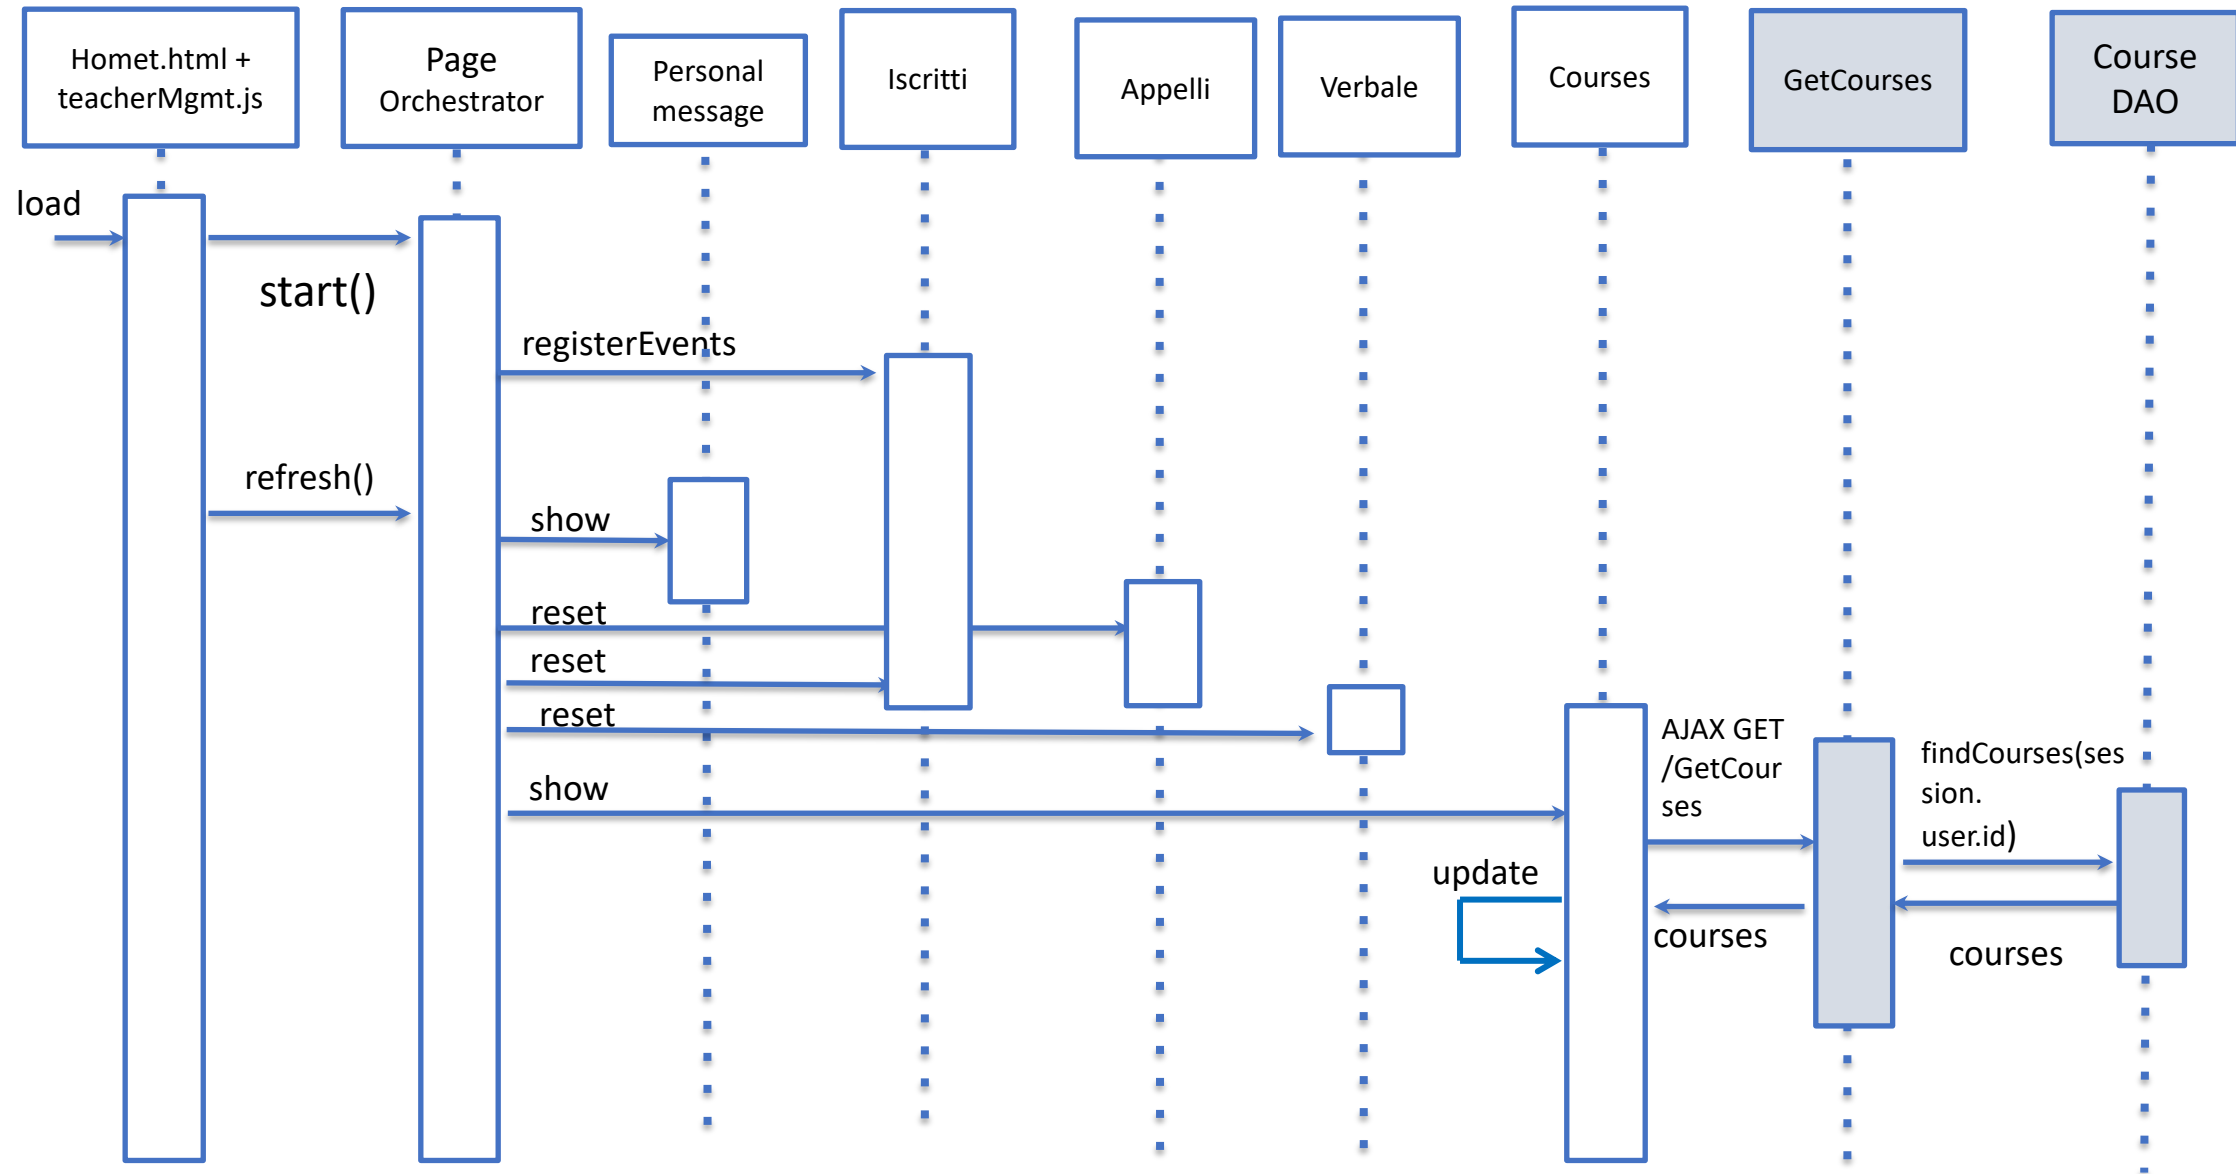 Homet.html +
teacherMgmt.js
Page
Orchestrator
Personal
message
Iscritti
Appelli
Verbale
Courses
GetCourses
Course
DAO
load
start()
registerEvents
refresh()
show
reset
reset
reset
show
AJAX GET
/GetCour
ses
findCourses(ses
sion.
user.id)
update
courses
courses